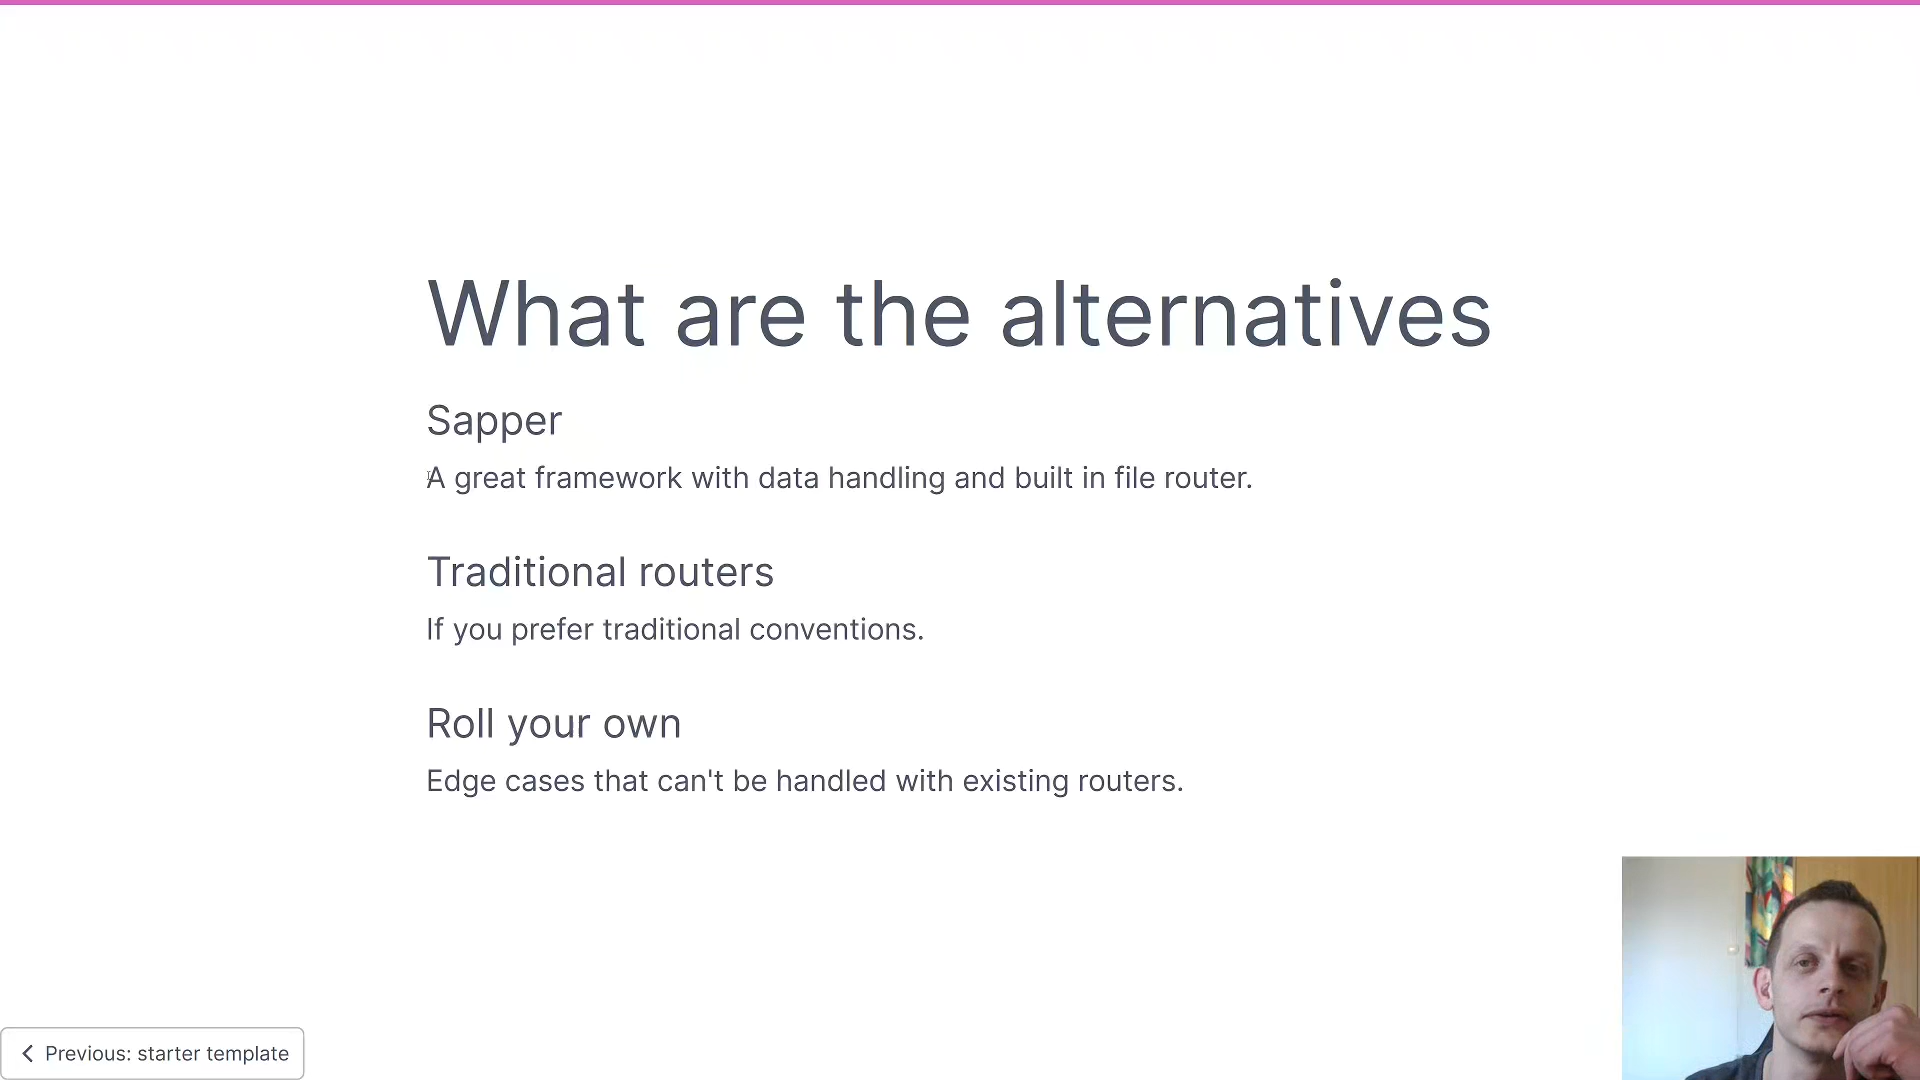 What are the alternatives
Sapper
A great framework with data handling and built in file router.
Traditional routers
If you prefer traditional conventions.
Roll your own
Edge cases that can't be handled with existing routers.
Previous: starter template